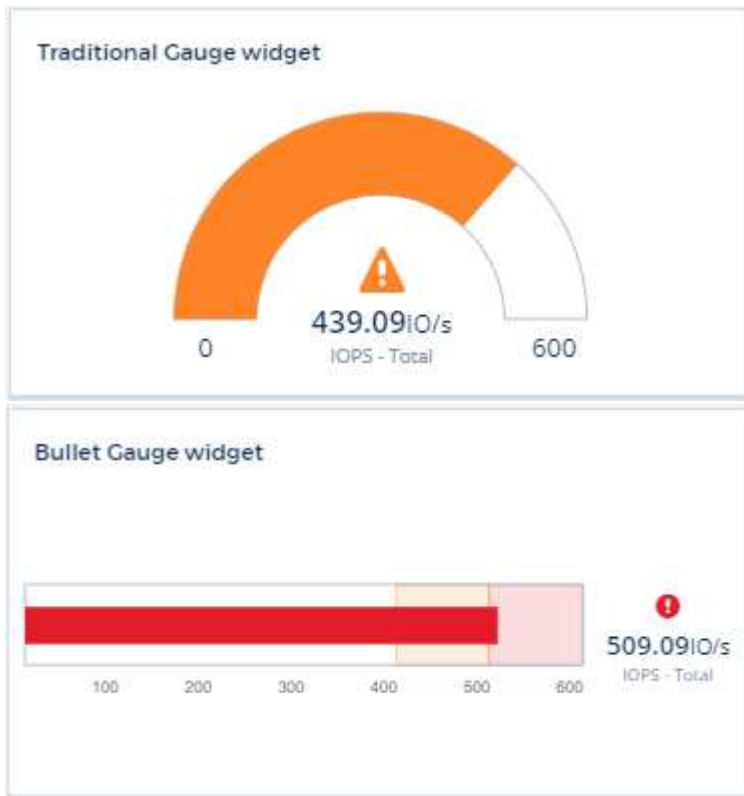 Traditional Gauge widget
439.09IO/s
0
IOPS - Total
600
Bullet Gauge widget
509.09IO/s
IOPS - Total
100 200 300 400 500 600